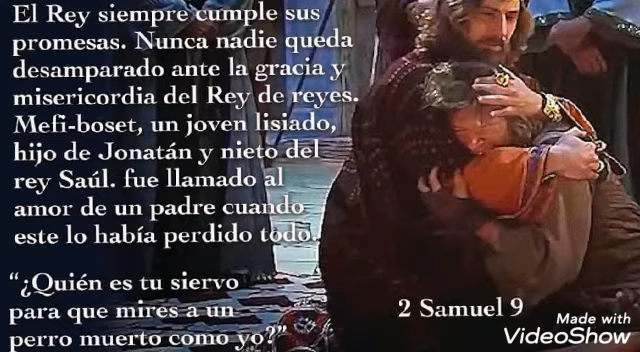 El Rey siempre cumple sus
promesas. Nunca nadie queda
desamparado ante la gracia y
misericordia del Rey de reyes.
Mefi-boset, un joven lisiado,
hijo de Jonatán y nieto del
rey Saúl. fue llamado al
amor de un padre cuando
este lo había perdido todo.
“¿Quién es tu siervo
para que mires a un
perro muerto como yo?”
2 Samuel 9
Made with
VideoShow